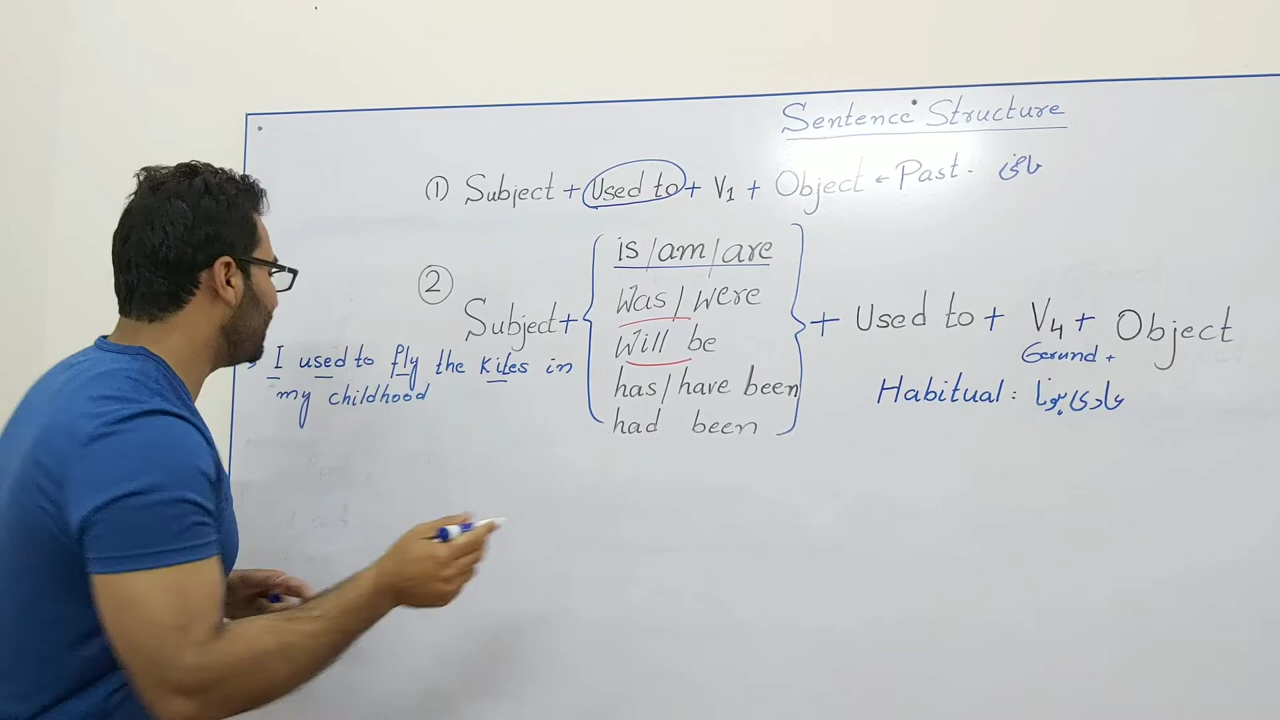 Sentence Structure
① Subject + Used to + V1 + Object ← Past. ماضی
② Subject + { is/am/are
Was/were
Will be
has/have been
had been } + Used to + V4 + Object
Gerund +
Habitual : عادی ہونا
I used to fly the kites in
my childhood